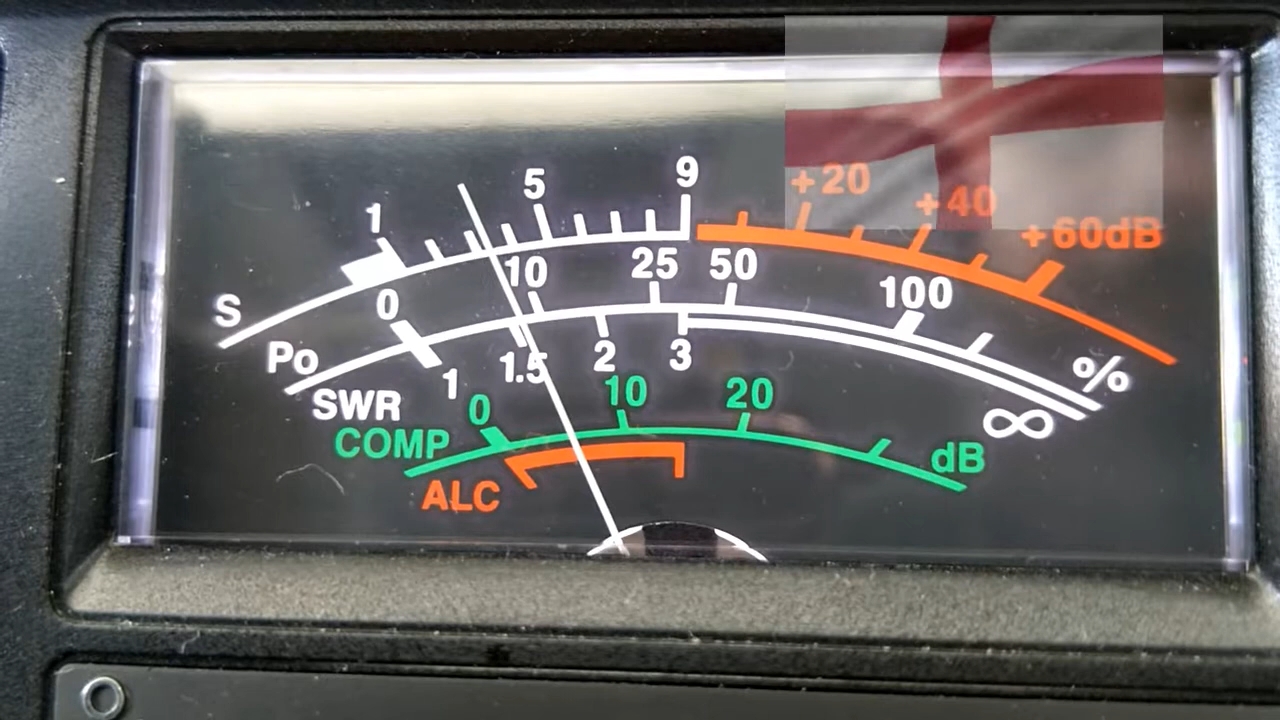 S 1 5 9 +20 +40 +60dB
Po 0 10 25 50 100 %
SWR 1 1.5 2 3 ∞
COMP 0 10 20 dB
ALC